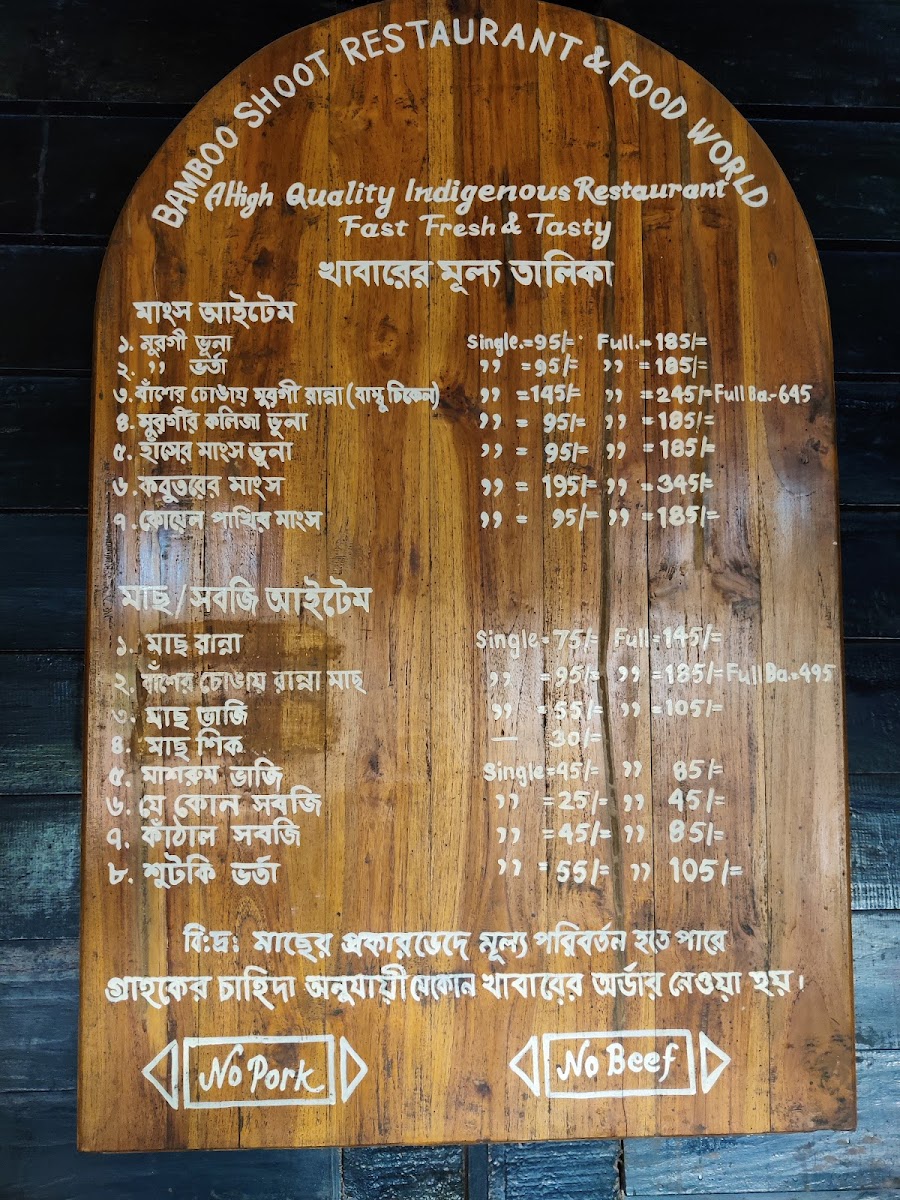 BAMBOO SHOOT RESTAURANT & FOOD WORLD
A High Quality Indigenous Restaurant
Fast Fresh & Tasty
খাবারের মূল্য তালিকা
মাংস আইটেম
১. মুরগী ভূনা Single.=95/= Full.=185/=
২. ,, ভর্তা ,, =95/= ,, =185/=
৩. বাঁশের চোঙায় মুরগী রান্না (বাম্বু চিকেন) ,, =145/= ,, =245/= Full Ba.-645
৪. মুরগীর কলিজা ভুনা ,, = 95/= ,, =185/=
৫. হাসের মাংস ভূনা ,, = 95/= ,, =185/=
৬. কবুতরের মাংস ,, = 195/= ,, =345/=
৭. কোয়েল পাখির মাংস ,, = 95/= ,, =185/=
মাছ/সবজি আইটেম
১. মাছ রান্না Single=75/= Full=145/=
২. বাঁশের চোঙায় রান্না মাছ ,, =95/= ,, =185/= Full Ba.=495
৩. মাছ ভাজি ,, =55/= ,, =105/=
৪. মাছ শিক — 30/=
৫. মাশরুম ভাজি Single=45/= ,, 85/=
৬. যে কোন সবজি ,, =25/= ,, 45/=
৭. কাঁঠাল সবজি ,, =45/= ,, 85/=
৮. শুটকি ভর্তা ,, = 55/= ,, 105/=
বি:দ্র: মাছের প্রকারভেদে মূল্য পরিবর্তন হতে পারে
গ্রাহকের চাহিদা অনুযায়ী যেকোন খাবারের অর্ডার নেওয়া হয়।
No Pork No Beef